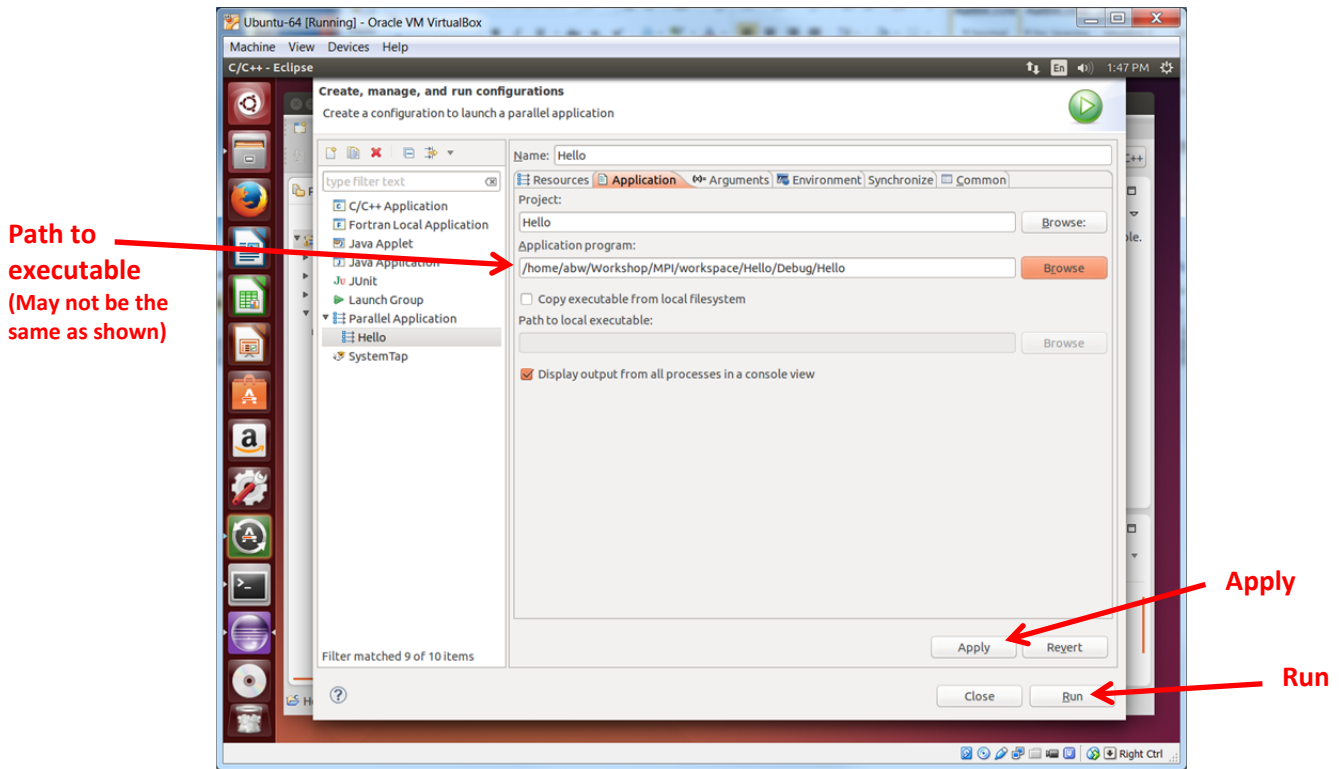 Ubuntu-64 [Running] - Oracle VM VirtualBox
Machine View Devices Help
C/C++ - Eclipse
En
1:47 PM
Create, manage, and run configurations
Create a configuration to launch a parallel application
type filter text
C/C++ Application
Fortran Local Application
Java Applet
Java Application
Ju JUnit
Launch Group
Parallel Application
Hello
SystemTap
Filter matched 9 of 10 items
Name: Hello
Resources Application (x)= Arguments Environment Synchronize Common
Project:
Hello
Browse:
Application program:
/home/abw/Workshop/MPI/workspace/Hello/Debug/Hello
Browse
Copy executable from local filesystem
Path to local executable:
Browse
Display output from all processes in a console view
Apply Revert
Close Run
Right Ctrl
Path to
executable
(May not be the
same as shown)
Apply
Run